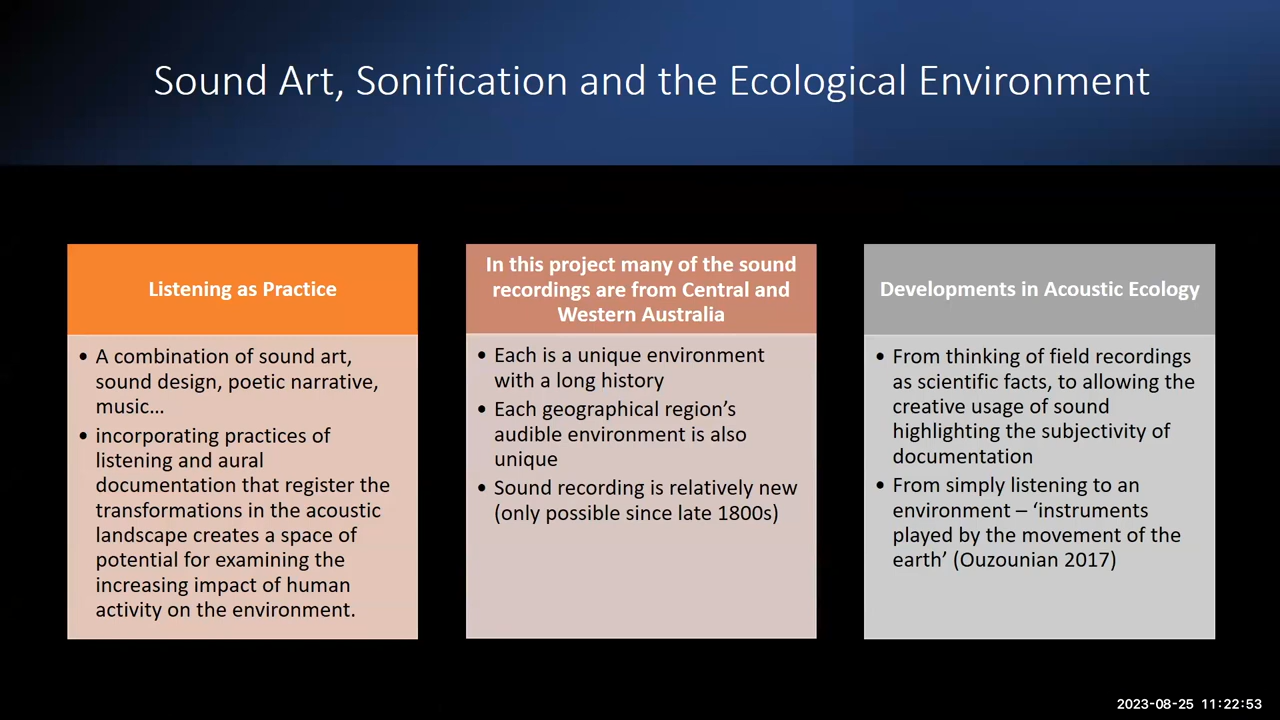 Sound Art, Sonification and the Ecological Environment
Listening as Practice
• A combination of sound art,
sound design, poetic narrative,
music...
• incorporating practices of
listening and aural
documentation that register the
transformations in the acoustic
landscape creates a space of
potential for examining the
increasing impact of human
activity on the environment.
In this project many of the sound
recordings are from Central and
Western Australia
• Each is a unique environment
with a long history
• Each geographical region’s
audible environment is also
unique
• Sound recording is relatively new
(only possible since late 1800s)
Developments in Acoustic Ecology
• From thinking of field recordings
as scientific facts, to allowing the
creative usage of sound
highlighting the subjectivity of
documentation
• From simply listening to an
environment – ‘instruments
played by the movement of the
earth’ (Ouzounian 2017)
2023-08-25 11:22:53